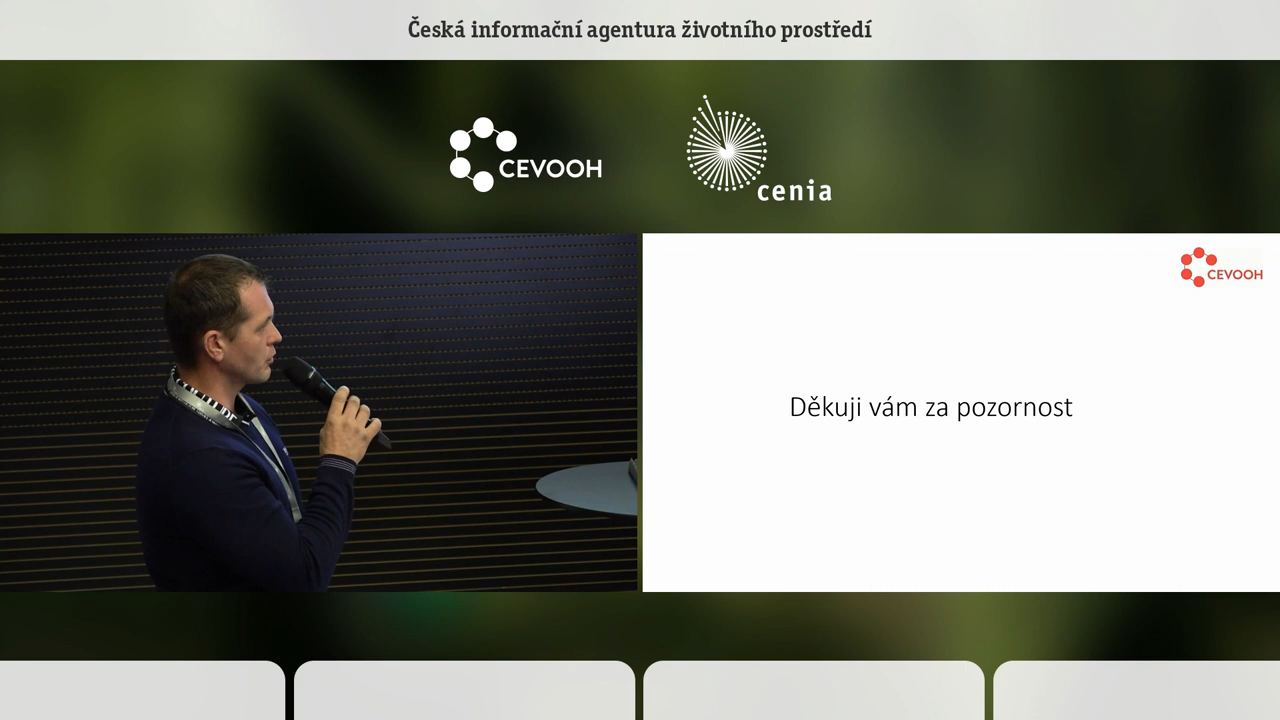 Česká informační agentura životního prostředí
CEVOOH
cenia
CEVOOH
Děkuji vám za pozornost